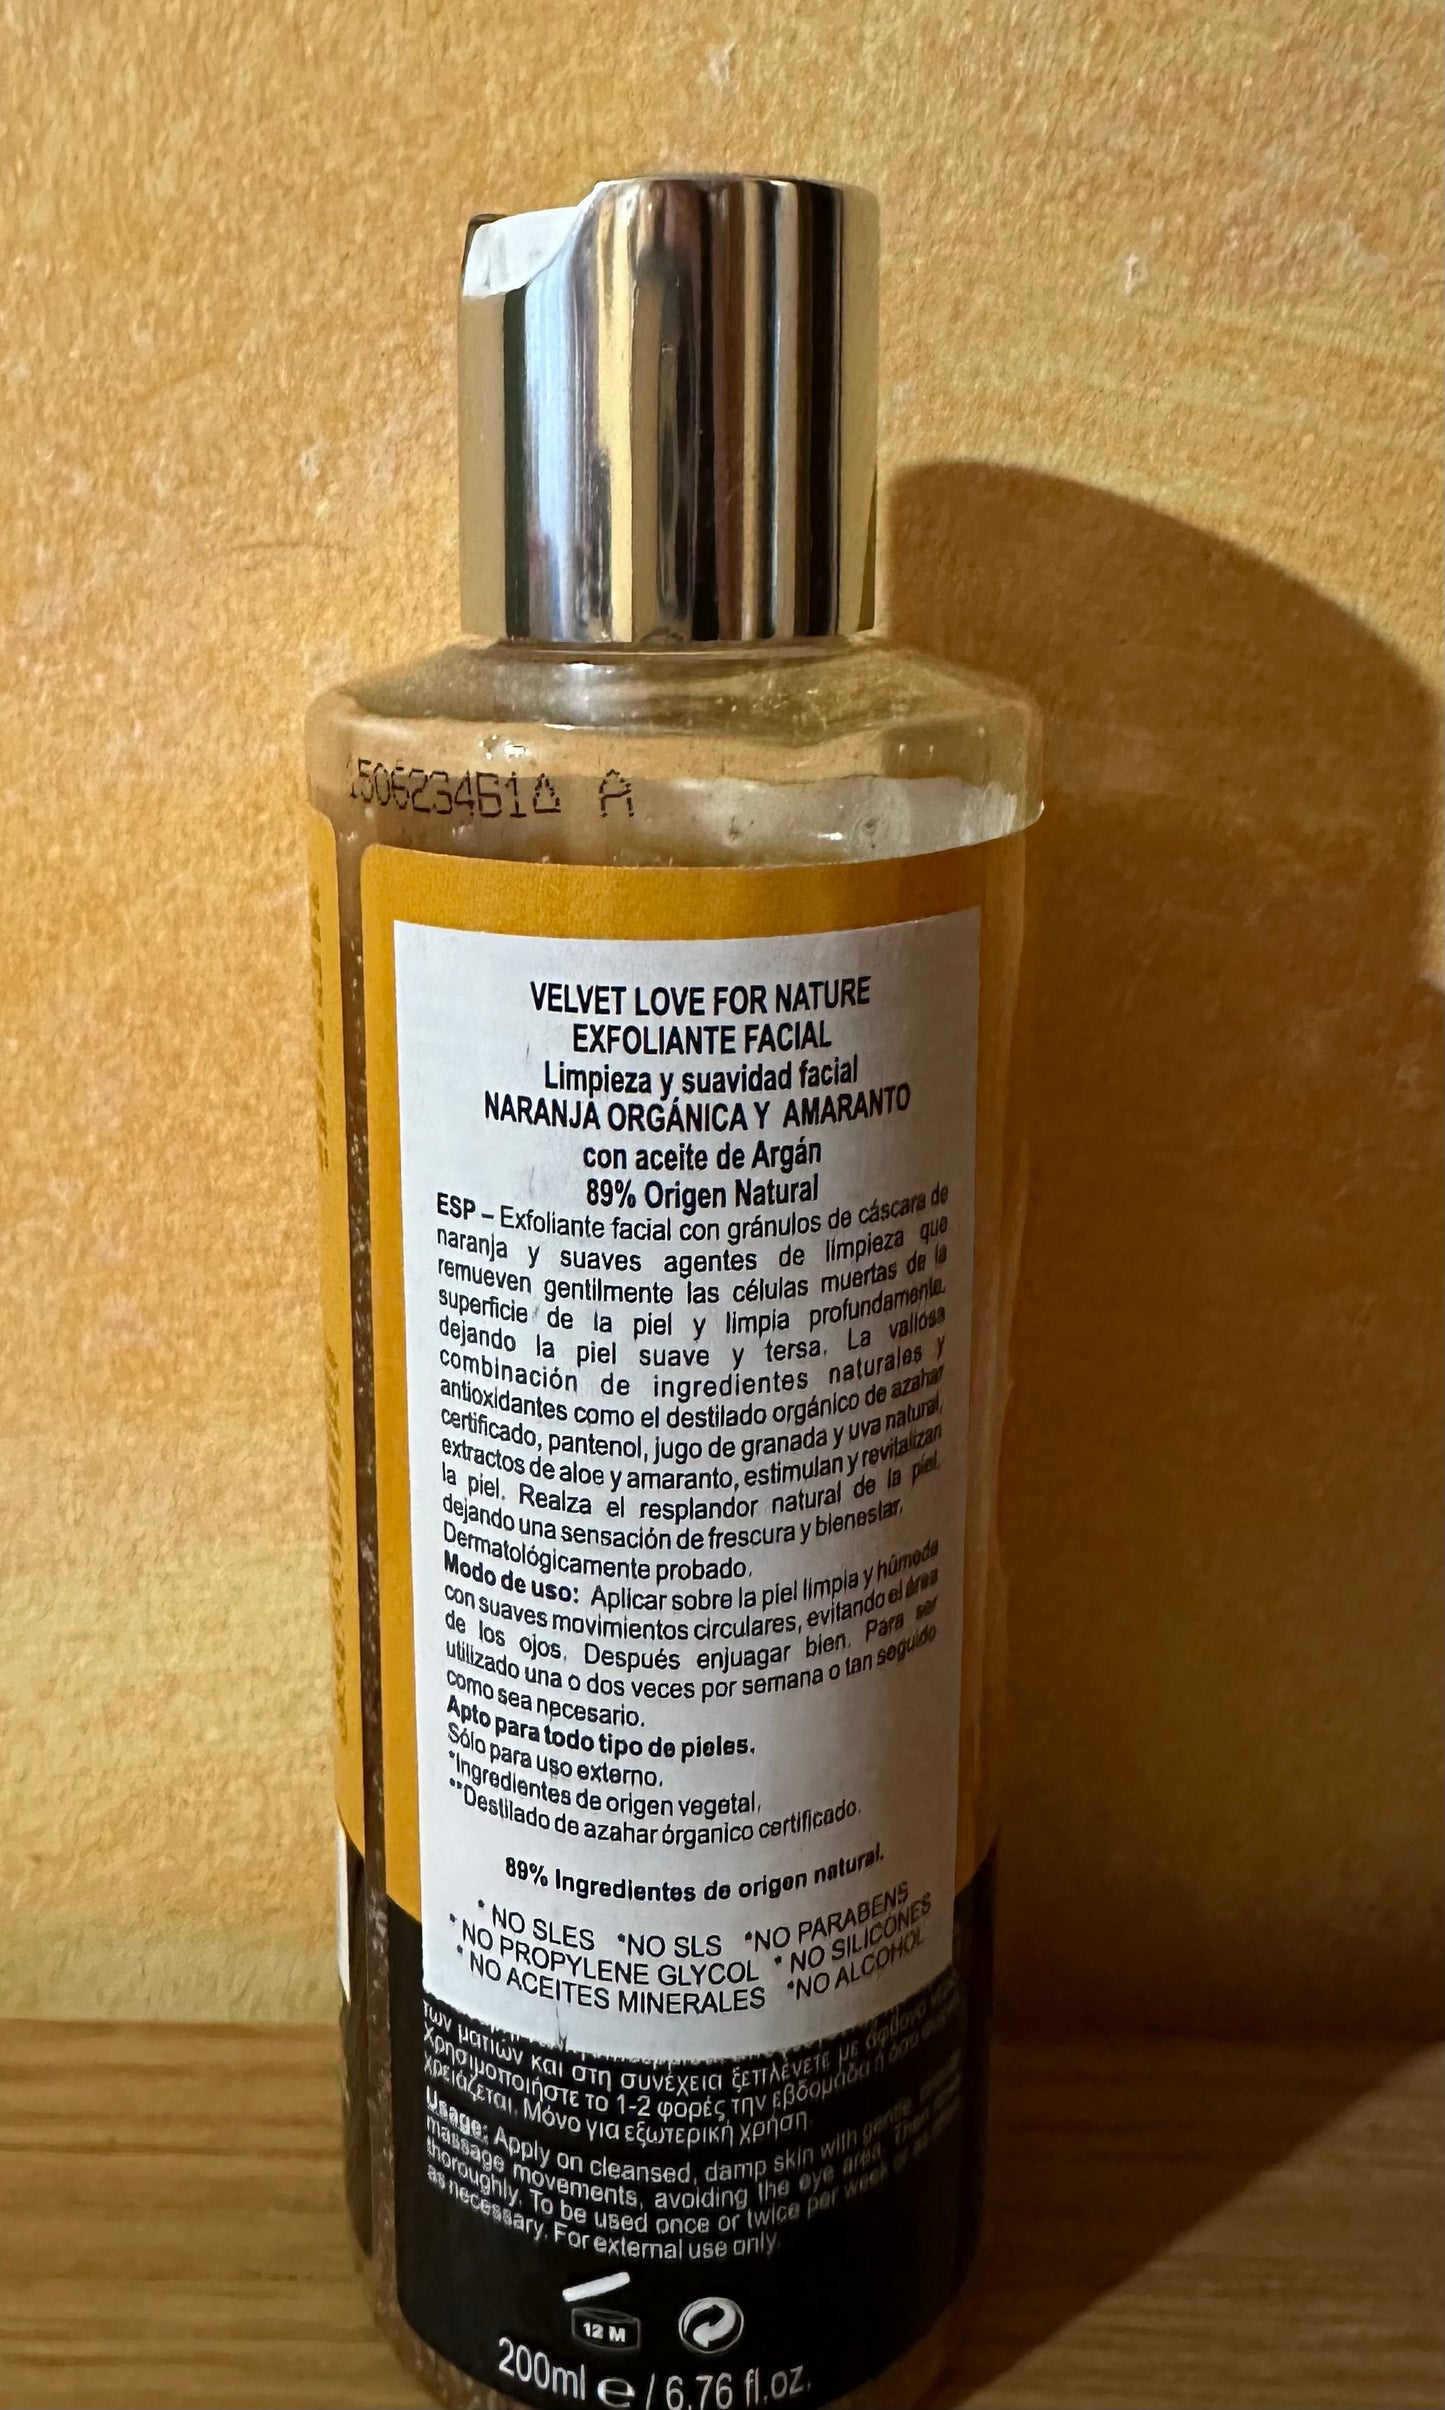 150623461Δ A
VELVET LOVE FOR NATURE
EXFOLIANTE FACIAL
Limpieza y suavidad facial
NARANJA ORGÁNICA Y AMARANTO
con aceite de Argán
89% Origen Natural
ESP – Exfoliante facial con gránulos de cáscara de
naranja y suaves agentes de limpieza que
remueven gentilmente las células muertas de la
superficie de la piel y limpia profundamente,
dejando la piel suave y tersa. La valiosa
combinación de ingredientes naturales y
antioxidantes como el destilado orgánico de azahar
certificado, pantenol, jugo de granada y uva natural,
extractos de aloe y amaranto, estimulan y revitalizan
la piel. Realza el resplandor natural de la piel,
dejando una sensación de frescura y bienestar.
Dermatológicamente probado.
Modo de uso: Aplicar sobre la piel limpia y húmeda
con suaves movimientos circulares, evitando el área
de los ojos. Después enjuagar bien. Para ser
utilizado una o dos veces por semana o tan seguido
como sea necesario.
Apto para todo tipo de pieles.
Sólo para uso externo.
*Ingredientes de origen vegetal.
**Destilado de azahar órganico certificado.
89% Ingredientes de origen natural.
* NO SLES *NO SLS *NO PARABENS
* NO PROPYLENE GLYCOL * NO SILICONES
* NO ACEITES MINERALES *NO ALCOHOL
των ματιών και στη συνέχεια ξεπλένετε με άφθονο
Χρησιμοποιήστε το 1-2 φορές την εβδομάδα ή όσο
χρειάζεται. Μόνο για εξωτερική χρήση.
Usage: Apply on cleansed, damp skin with gentle,
massage movements, avoiding the eye area. Then
thoroughly. To be used once or twice per week or as
as necessary. For external use only.
12 M
200ml e / 6.76 fl.oz.